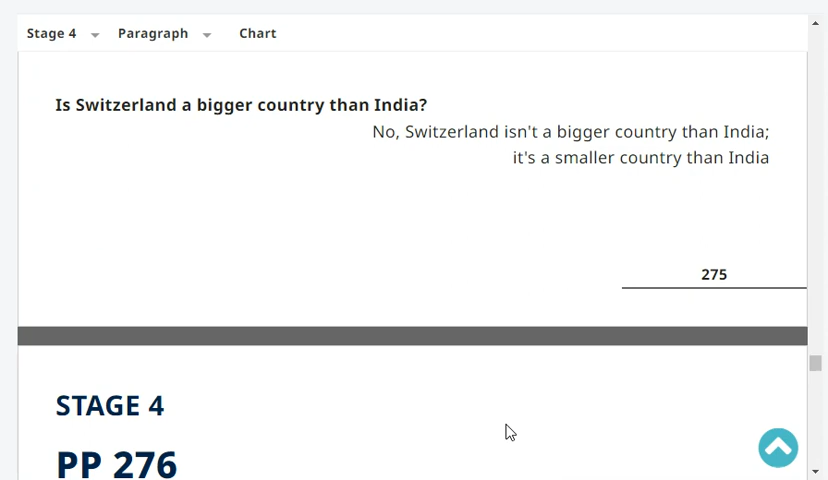 Stage 4 Paragraph Chart
Is Switzerland a bigger country than India?
No, Switzerland isn't a bigger country than India;
it's a smaller country than India
275
STAGE 4
PP 276